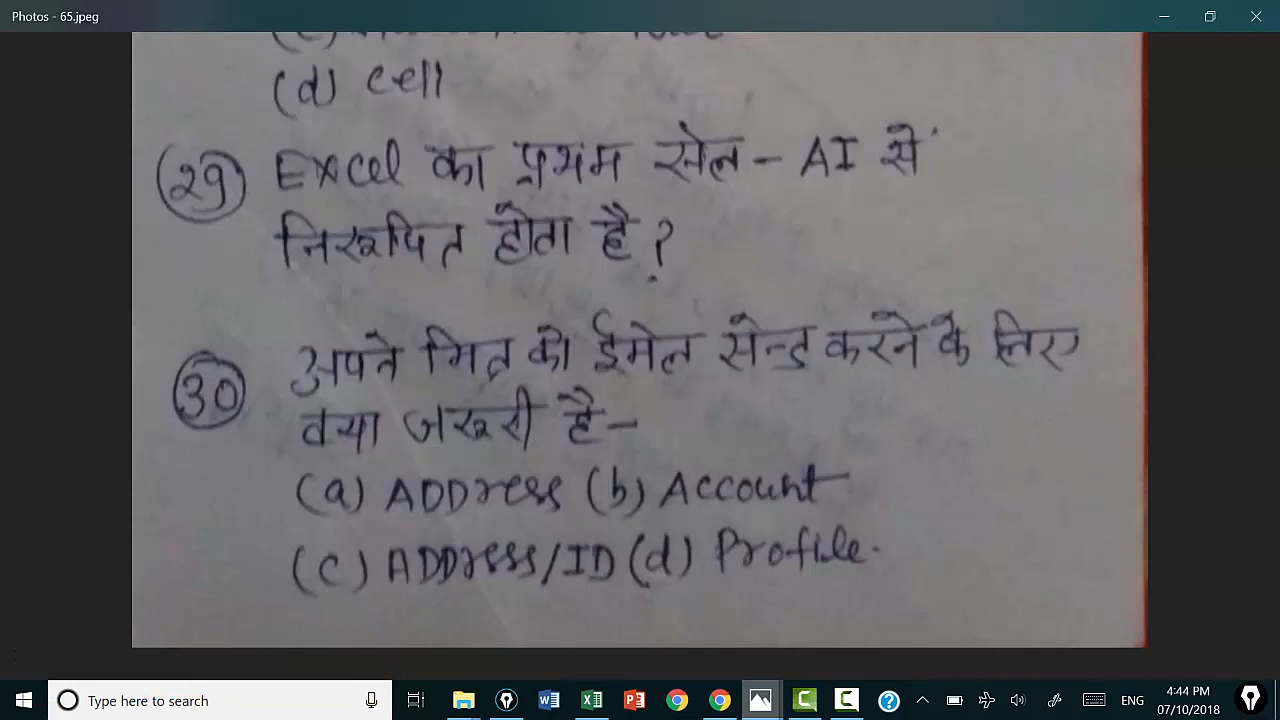 Photos - 65.jpeg
(d) Cell
(29) Excel का प्रथम सेल - AI से
निरूपित होता है?
(30) अपने मित्र को ईमेल सेन्ड करने के लिए
क्या जरूरी है-
(a) ADDress (b) Account
(c) ADDress/ID (d) Profile.
Type here to search
ENG
4:44 PM
07/10/2018